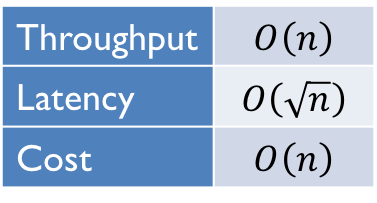 Throughput O(n)
Latency O(√n)
Cost O(n)